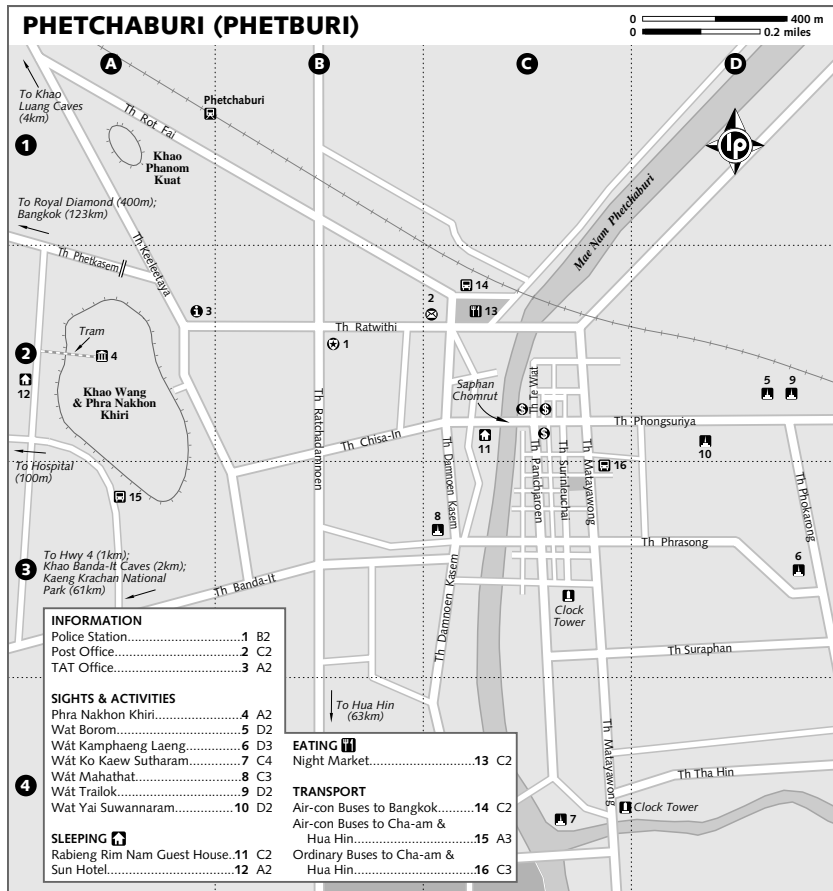 PHETCHABURI (PHETBURI)
0 400 m
0 0.2 miles
A
B
C
D
To Khao
Luang Caves
(4km)
Phetchaburi
Th Rot Fai
1
Khao
Phanom
Kuat
lp
Mae Nam Phetchaburi
To Royal Diamond (400m);
Bangkok (123km)
Th Phetkasem
Th Keeleetaya
14
2
13
3
Th Ratwithi
1
Tram
2
4
12
Khao Wang
& Phra Nakhon
Khiri
Th Ratchadamnoen
Saphan
Chomrut
Th Te Wiat
5 9
$ $
$
Th Phongsuriya
Th Chisa-In
11
10
To Hospital
(100m)
Th Damnoen Kasem
Th Panichjaroen
Th Surinleuchai
Th Matayawong
16
Th Phokarong
15
8
Th Phrasong
3
To Hwy 4 (1km);
Khao Banda-It Caves (2km);
Kaeng Krachan National
Park (61km)
Th Banda-It
Th Damnoen Kasem
6
Clock
Tower
Th Suraphan
To Hua Hin
(63km)
Th Matayawong
Th Tha Hin
4
7
Clock Tower
INFORMATION
Police Station 1 B2
Post Office 2 C2
TAT Office 3 A2
SIGHTS & ACTIVITIES
Phra Nakhon Khiri 4 A2
Wat Borom 5 D2
Wát Kamphaeng Laeng 6 D3
Wát Ko Kaew Sutharam 7 C4
Wát Mahathat 8 C3
Wát Trailok 9 D2
Wat Yai Suwannaram 10 D2
SLEEPING
Rabieng Rim Nam Guest House 11 C2
Sun Hotel 12 A2
EATING
Night Market 13 C2
TRANSPORT
Air-con Buses to Bangkok 14 C2
Air-con Buses to Cha-am &
Hua Hin 15 A3
Ordinary Buses to Cha-am &
Hua Hin 16 C3